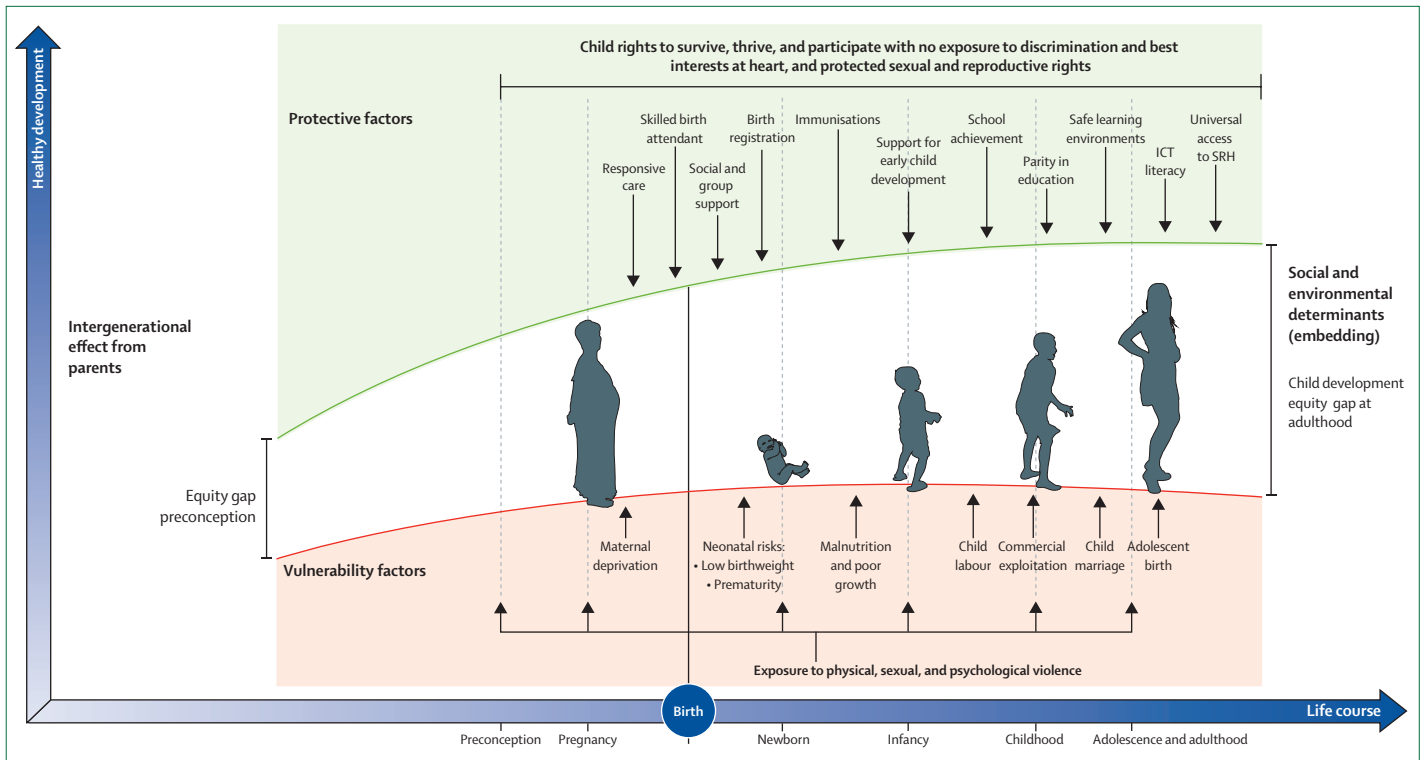 Healthy development
Child rights to survive, thrive, and participate with no exposure to discrimination and best
interests at heart, and protected sexual and reproductive rights
Protective factors
Responsive
care
Skilled birth
attendant
Social and
group
support
Birth
registration
Immunisations
Support for
early child
development
School
achievement
Parity in
education
Safe learning
environments
ICT
literacy
Universal
access
to SRH
Intergenerational
effect from
parents
Equity gap
preconception
Social and
environmental
determinants
(embedding)
Child development
equity gap at
adulthood
Vulnerability factors
Maternal
deprivation
Neonatal risks:
• Low birthweight
• Prematurity
Malnutrition
and poor
growth
Child
labour
Commercial
exploitation
Child
marriage
Adolescent
birth
Exposure to physical, sexual, and psychological violence
Birth
Life course
Preconception
Pregnancy
Newborn
Infancy
Childhood
Adolescence and adulthood